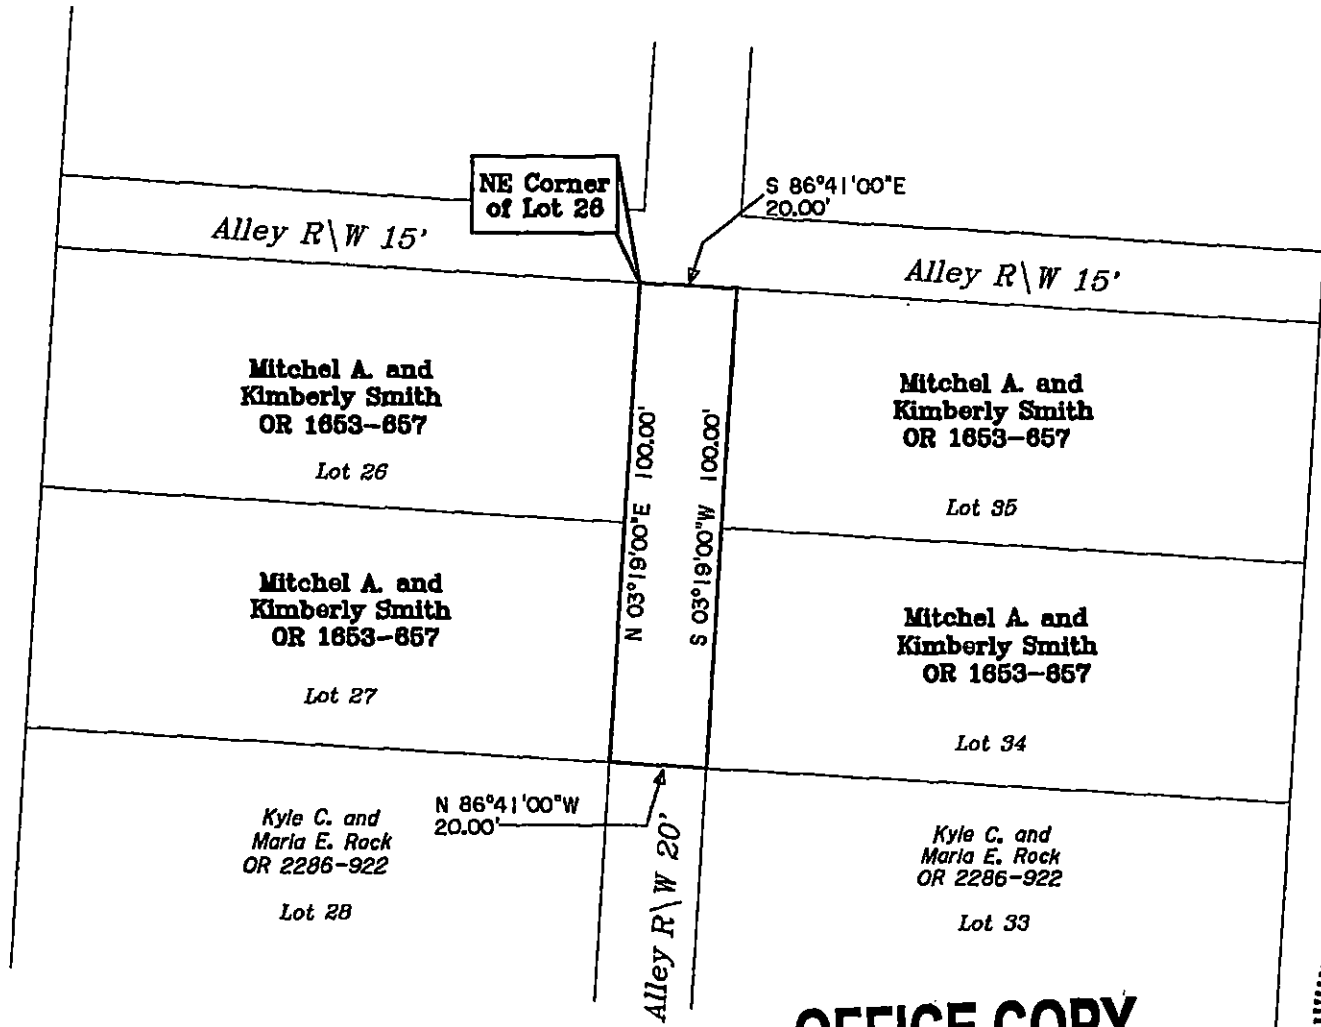 NE Corner
of Lot 26
S 86°41'00"E
20.00'
Alley R\W 15'
Alley R\W 15'
Mitchel A. and
Kimberly Smith
OR 1653-657
Lot 26
Mitchel A. and
Kimberly Smith
OR 1653-657
Lot 35
N 03°19'00"E 100.00'
S 03°19'00"W 100.00'
Mitchel A. and
Kimberly Smith
OR 1653-657
Lot 27
Mitchel A. and
Kimberly Smith
OR 1653-657
Lot 34
N 86°41'00"W
20.00'
Kyle C. and
Maria E. Rock
OR 2286-922
Lot 28
Alley R\W 20'
Kyle C. and
Maria E. Rock
OR 2286-922
Lot 33
OFFICE COPY